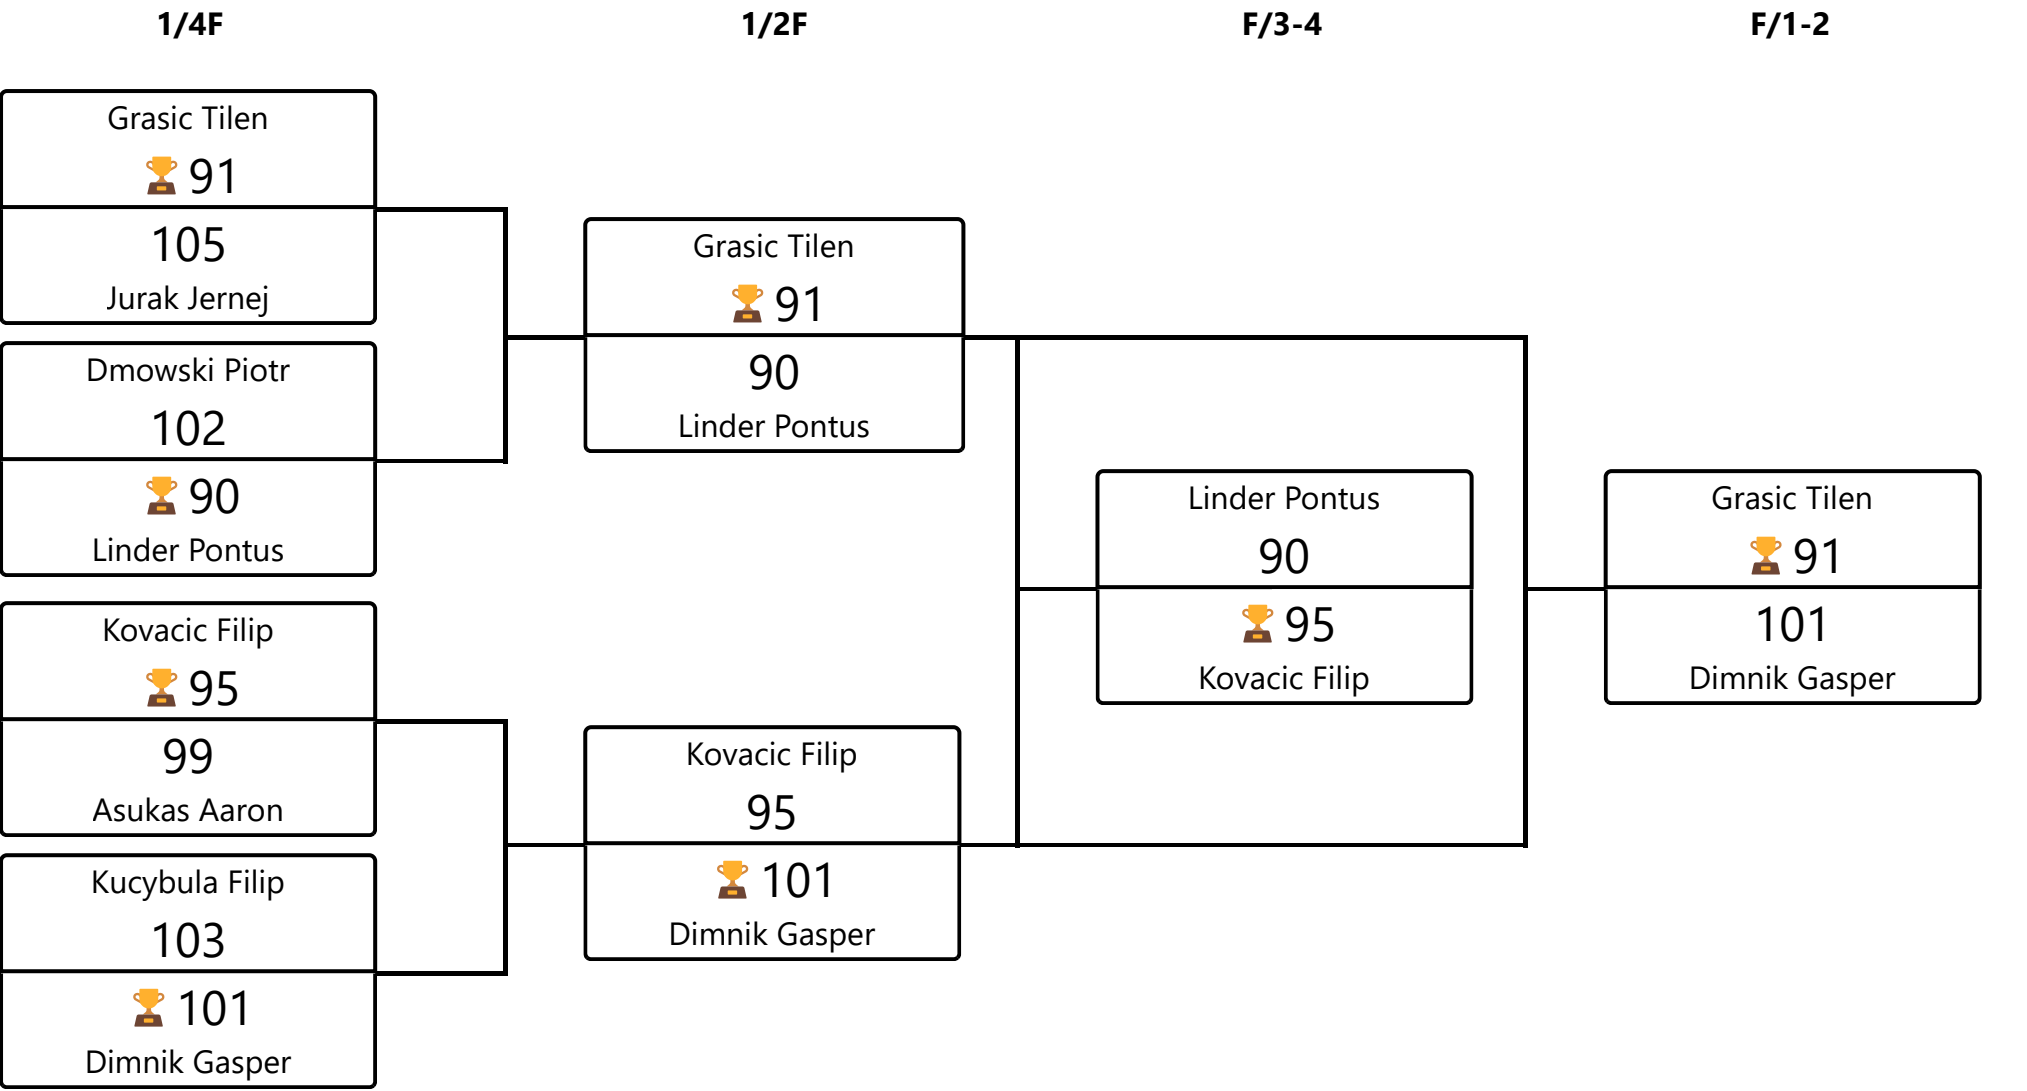 1/4F
1/2F
F/3-4
F/1-2
Grasic Tilen
91
105
Jurak Jernej
Dmowski Piotr
102
90
Linder Pontus
Kovacic Filip
95
99
Asukas Aaron
Kucybula Filip
103
101
Dimnik Gasper
Grasic Tilen
91
90
Linder Pontus
Kovacic Filip
95
101
Dimnik Gasper
Linder Pontus
90
95
Kovacic Filip
Grasic Tilen
91
101
Dimnik Gasper